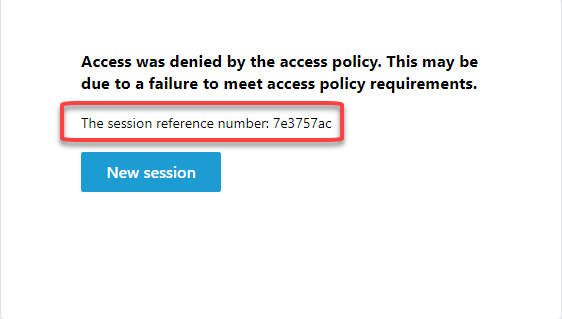 Access was denied by the access policy. This may be
due to a failure to meet access policy requirements.
The session reference number: 7e3757ac
New session